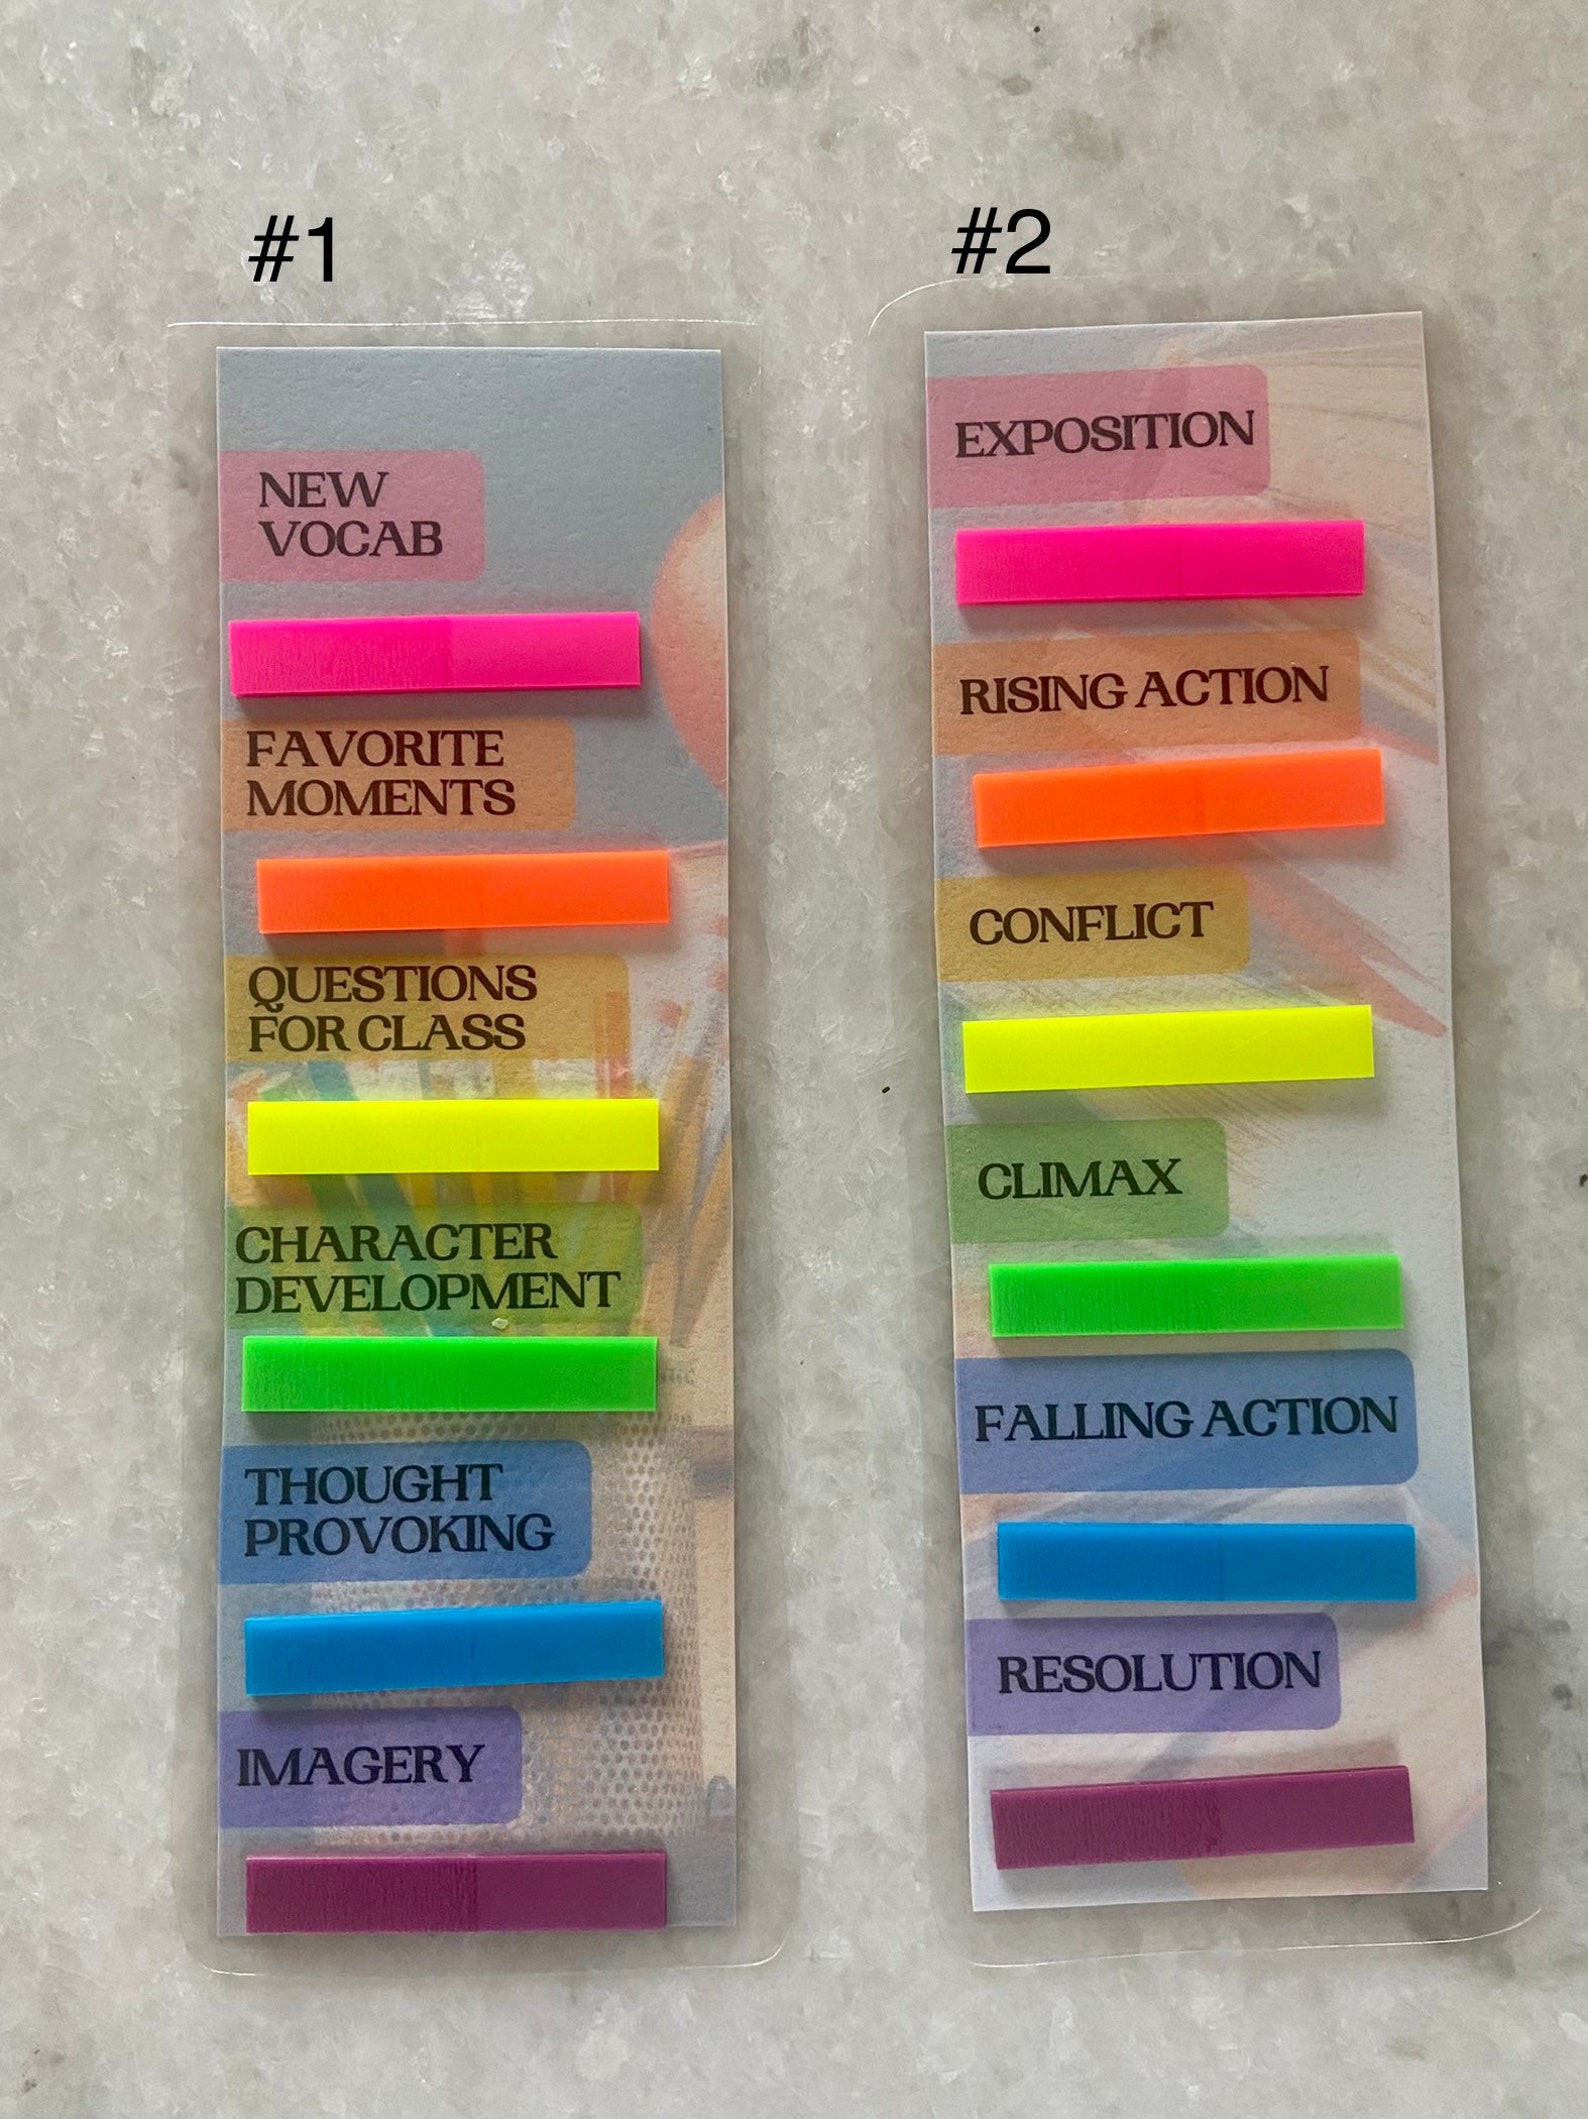 #1
NEW
VOCAB
FAVORITE
MOMENTS
QUESTIONS
FOR CLASS
CHARACTER
DEVELOPMENT
THOUGHT
PROVOKING
IMAGERY
#2
EXPOSITION
RISING ACTION
CONFLICT
CLIMAX
FALLING ACTION
RESOLUTION